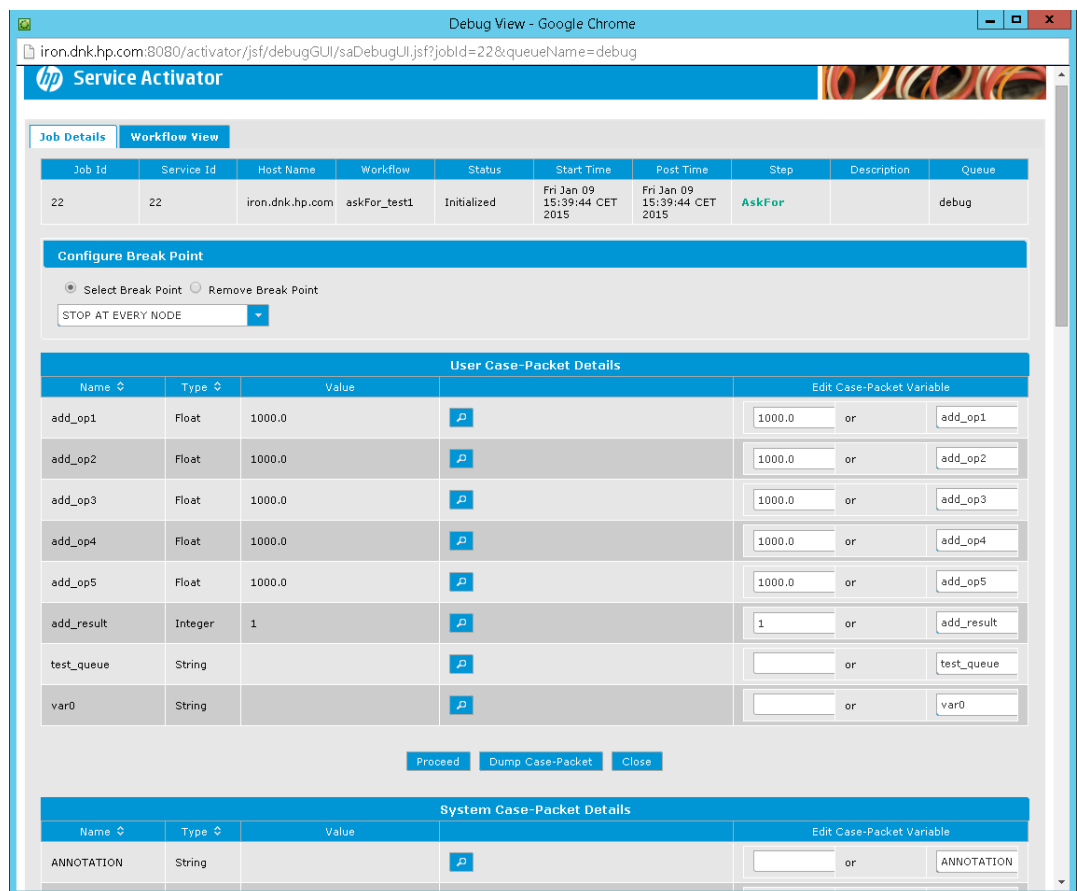 Debug View - Google Chrome
iron.dnk.hp.com:8080/activator/jsf/debugGUI/saDebugUI.jsf?jobId=22&queueName=debug
hp Service Activator
Job Details Workflow View
Job Id Service Id Host Name Workflow Status Start Time Post Time Step Description Queue
22 22 iron.dnk.hp.com askFor_test1 Initialized Fri Jan 09 15:39:44 CET 2015 Fri Jan 09 15:39:44 CET 2015 AskFor debug
Configure Break Point
Select Break Point Remove Break Point
STOP AT EVERY NODE
User Case-Packet Details
Name Type Value Edit Case-Packet Variable
add_op1 Float 1000.0 1000.0 or add_op1
add_op2 Float 1000.0 1000.0 or add_op2
add_op3 Float 1000.0 1000.0 or add_op3
add_op4 Float 1000.0 1000.0 or add_op4
add_op5 Float 1000.0 1000.0 or add_op5
add_result Integer 1 1 or add_result
test_queue String or test_queue
var0 String or var0
Proceed Dump Case-Packet Close
System Case-Packet Details
Name Type Value Edit Case-Packet Variable
ANNOTATION String or ANNOTATION